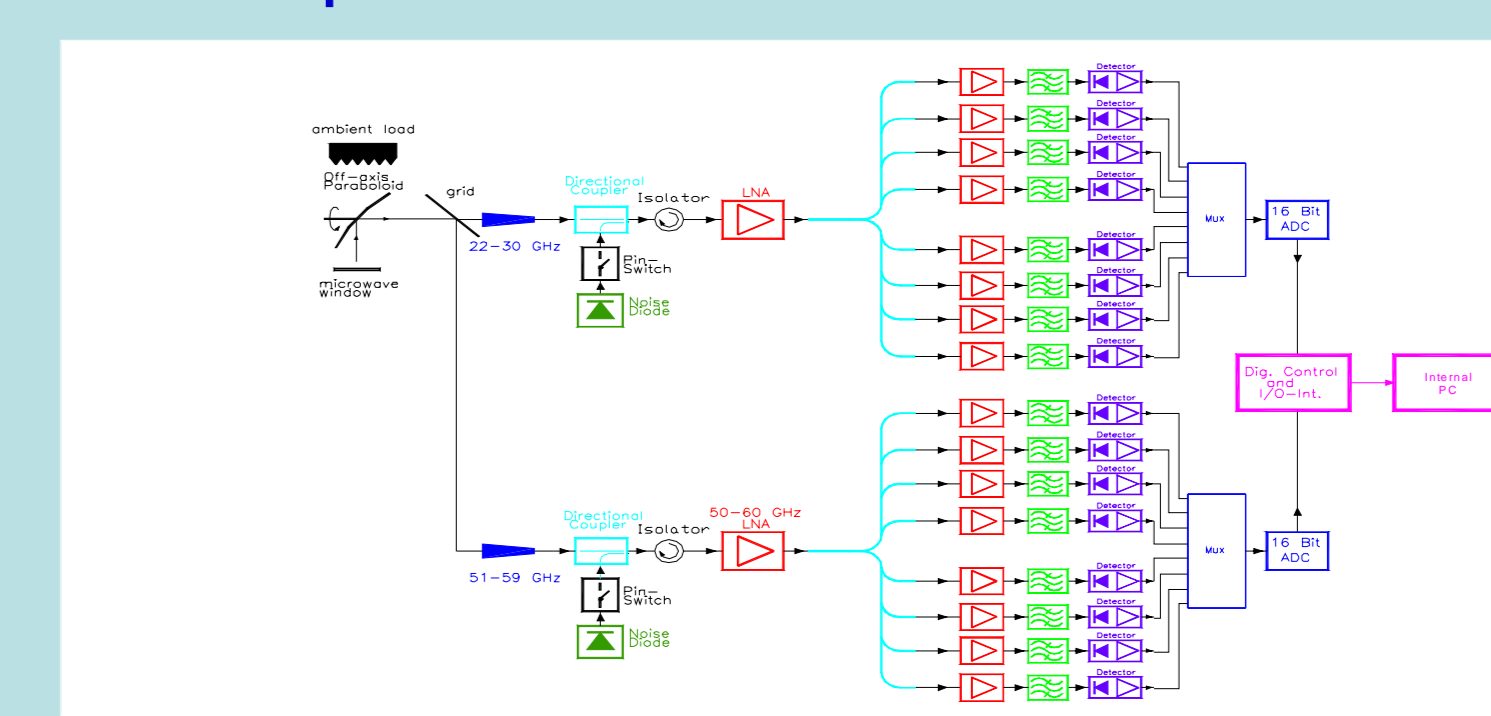 ambient load
Off-axis
Paraboloid
grid
microwave
window
22-30 GHz
Directional
Coupler
Isolator
LNA
Pin-
Switch
Noise
Diode
Detector
Detector
Detector
Detector
Detector
Detector
Detector
Detector
Mux
16 Bit
ADC
Dig. Control
and
I/O-Int.
Internal
PC
51-59 GHz
Directional
Coupler
Isolator
50-60 GHz
LNA
Pin-
Switch
Noise
Diode
Detector
Detector
Detector
Detector
Detector
Detector
Detector
Detector
Mux
16 Bit
ADC